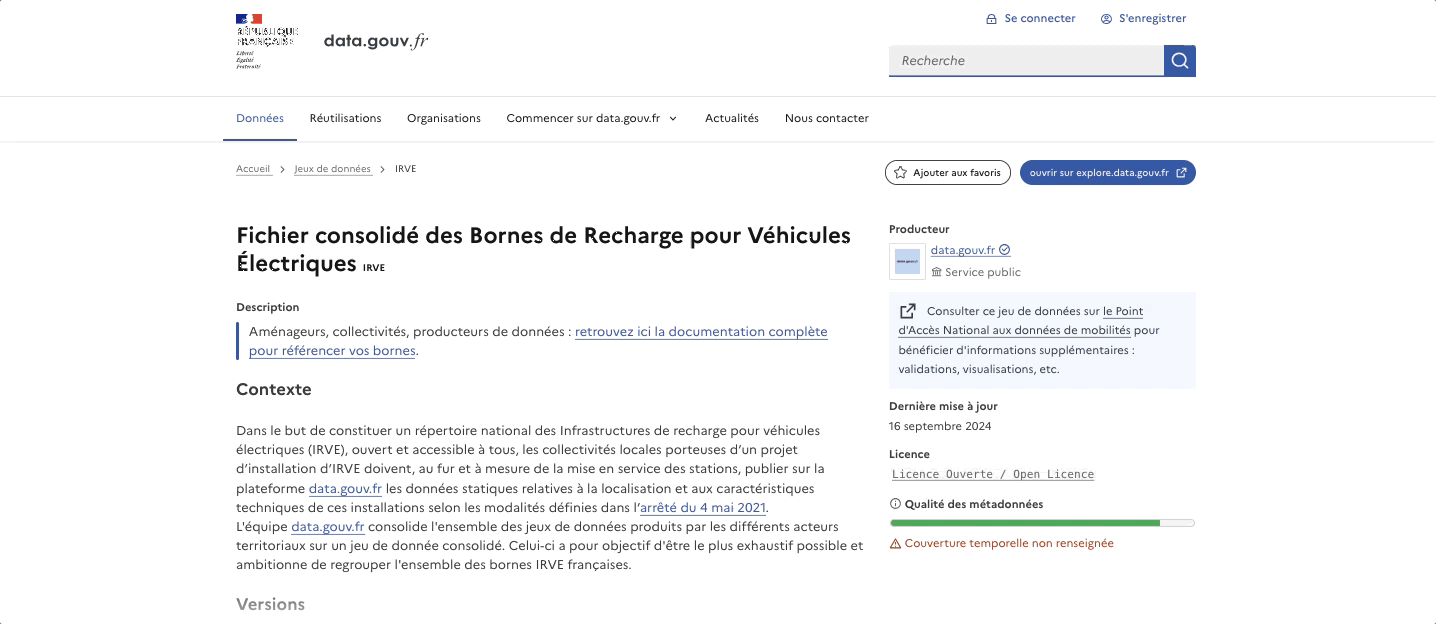 RÉPUBLIQUE
FRANÇAISE
Liberté
Égalité
Fraternité
data.gouv.fr
Se connecter
S'enregistrer
Recherche
Données
Réutilisations
Organisations
Commencer sur data.gouv.fr
Actualités
Nous contacter
Accueil > Jeux de données > IRVE
Ajouter aux favoris
ouvrir sur explore.data.gouv.fr
Fichier consolidé des Bornes de Recharge pour Véhicules
Électriques IRVE
Description
Aménageurs, collectivités, producteurs de données : retrouvez ici la documentation complète
pour référencer vos bornes.
Contexte
Dans le but de constituer un répertoire national des Infrastructures de recharge pour véhicules
électriques (IRVE), ouvert et accessible à tous, les collectivités locales porteuses d’un projet
d’installation d’IRVE doivent, au fur et à mesure de la mise en service des stations, publier sur la
plateforme data.gouv.fr les données statiques relatives à la localisation et aux caractéristiques
techniques de ces installations selon les modalités définies dans l’arrêté du 4 mai 2021.
L'équipe data.gouv.fr consolide l'ensemble des jeux de données produits par les différents acteurs
territoriaux sur un jeu de donnée consolidé. Celui-ci a pour objectif d'être le plus exhaustif possible et
ambitionne de regrouper l'ensemble des bornes IRVE françaises.
Versions
Producteur
data.gouv.fr
Service public
Consulter ce jeu de données sur le Point
d'Accès National aux données de mobilités pour
bénéficier d'informations supplémentaires :
validations, visualisations, etc.
Dernière mise à jour
16 septembre 2024
Licence
Licence Ouverte / Open Licence
Qualité des métadonnées
Couverture temporelle non renseignée